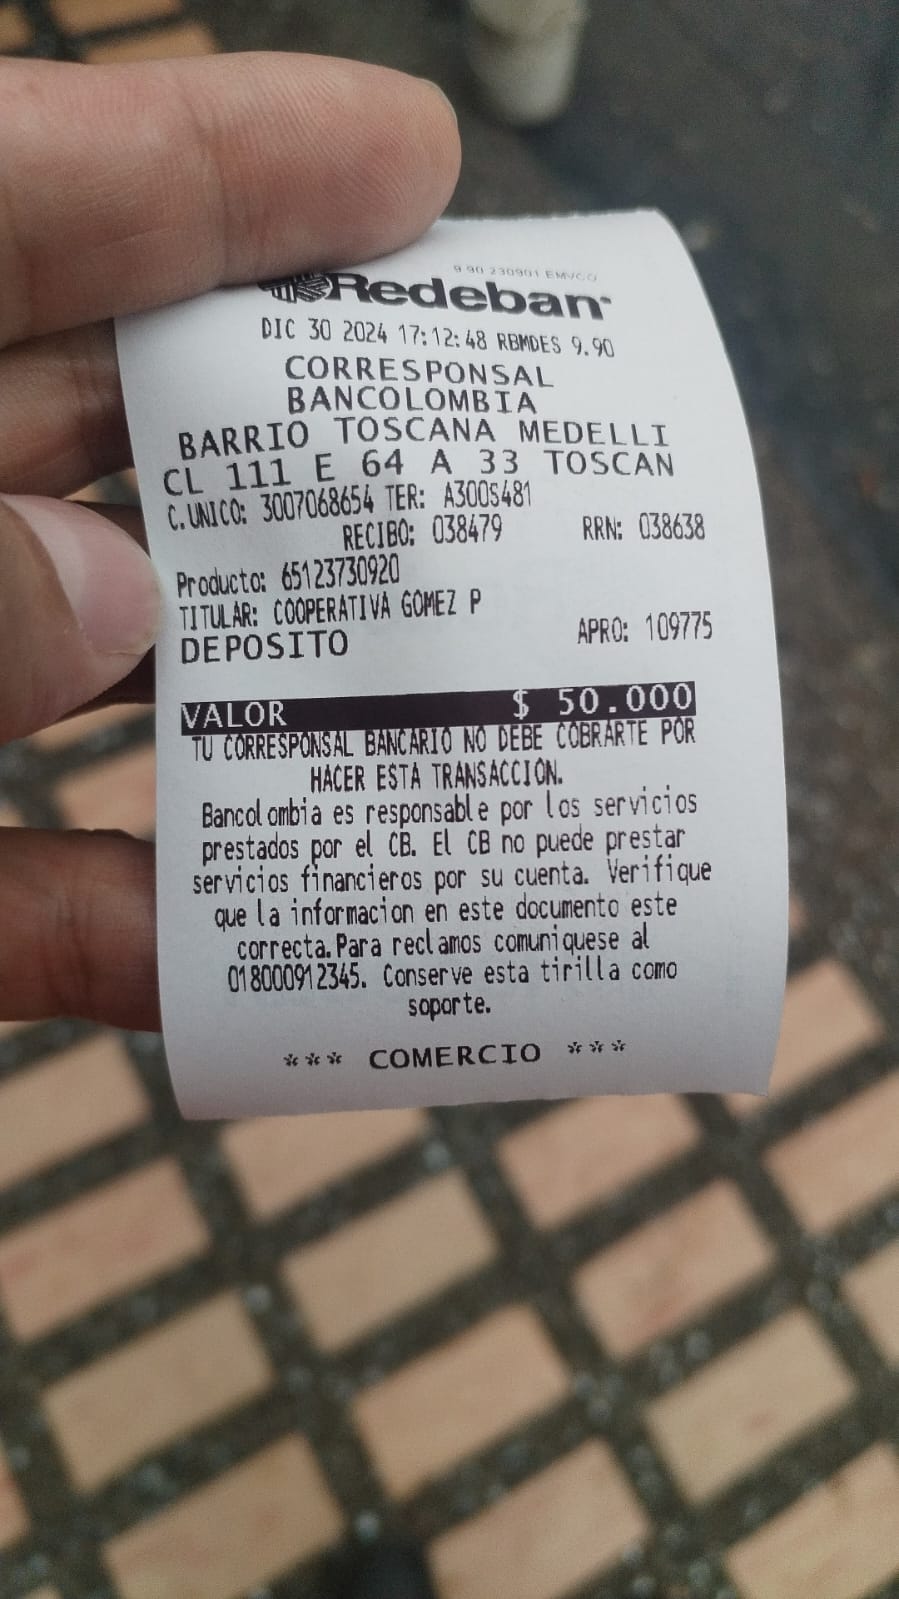 9.90 230901 EMVCO
Redeban
DIC 30 2024 17:12:48 RBMDES 9.90
CORRESPONSAL
BANCOLOMBIA
BARRIO TOSCANA MEDELLI
CL 111 E 64 A 33 TOSCAN
C.UNICO: 3007068654 TER: A300S481
RECIBO: 038479 RRN: 038638
Producto: 65123730920
TITULAR: COOPERATIVA GOMEZ P
DEPOSITO APRO: 109775
VALOR $ 50.000
TU CORRESPONSAL BANCARIO NO DEBE COBRARTE POR
HACER ESTA TRANSACCION.
Bancolombia es responsable por los servicios
prestados por el CB. El CB no puede prestar
servicios financieros por su cuenta. Verifique
que la informacion en este documento este
correcta.Para reclamos comuniquese al
018000912345. Conserve esta tirilla como
soporte.
*** COMERCIO ***